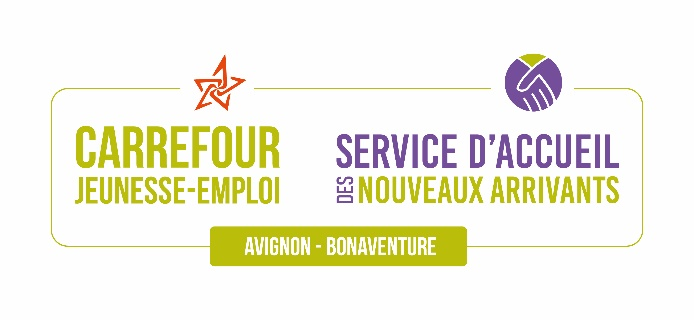 CARREFOUR
JEUNESSE-EMPLOI
SERVICE D'ACCUEIL
DES NOUVEAUX ARRIVANTS
AVIGNON - BONAVENTURE